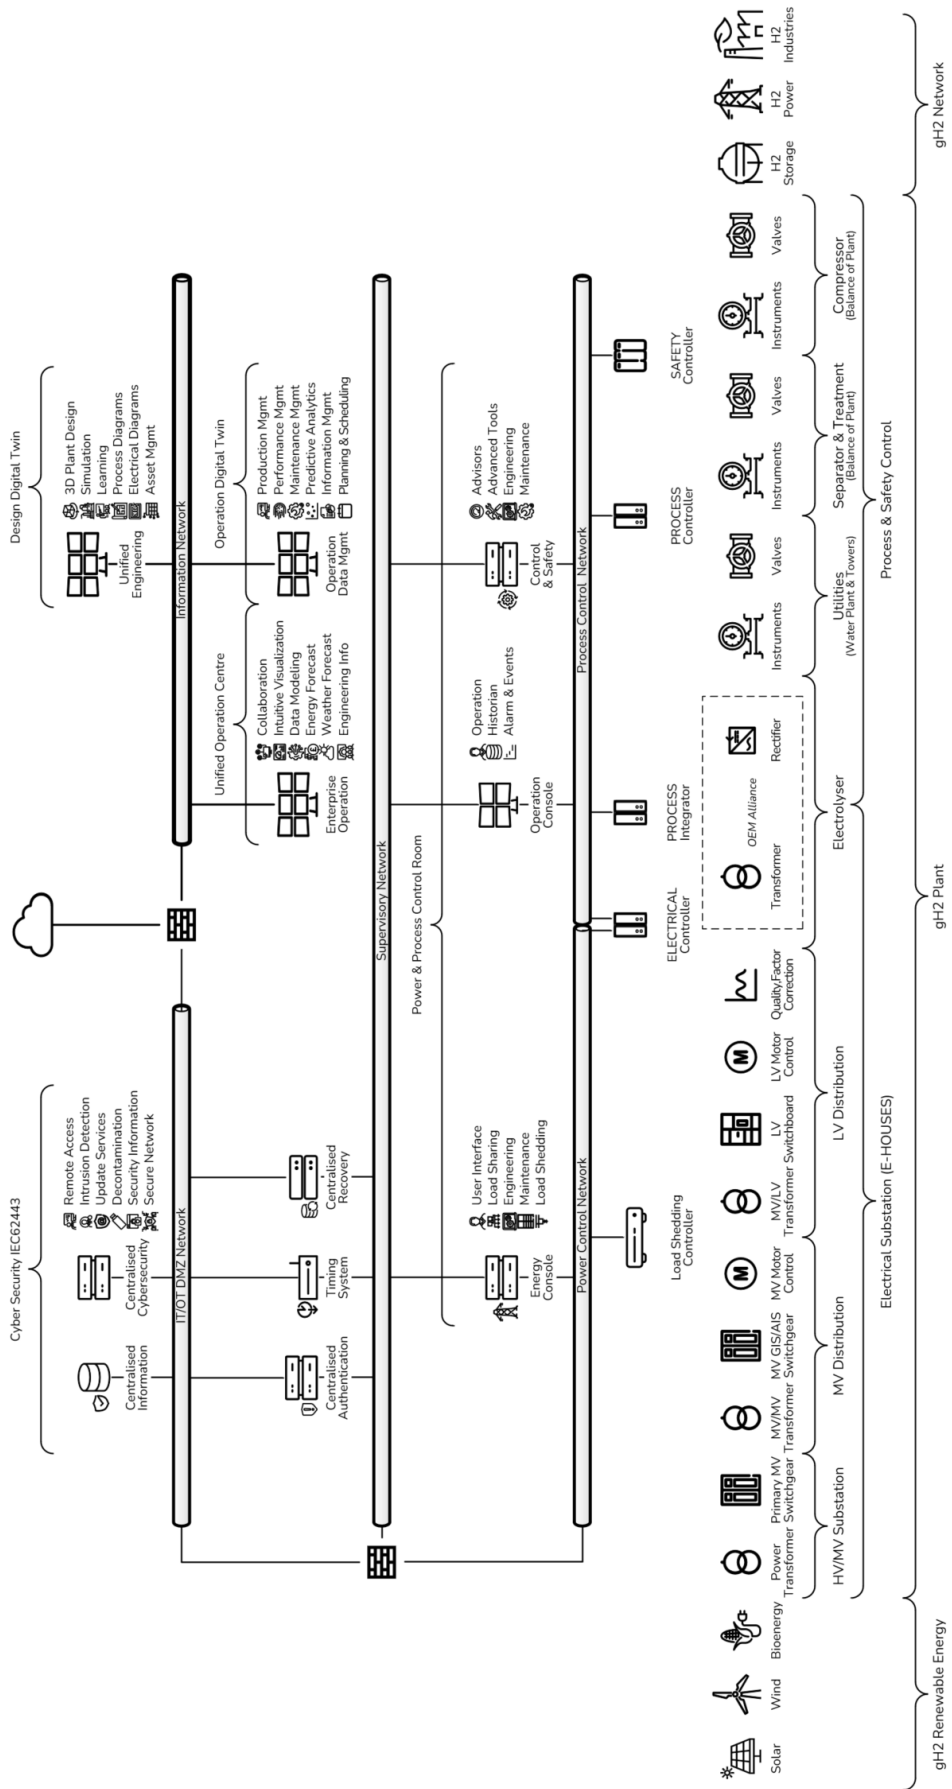 Cyber Security IEC62443
Design Digital Twin
Remote Access
Intrusion Detection
Update Services
Decontamination
Security Information
Secure Network
3D Plant Design
Simulation
Learning
Process Diagrams
Electrical Diagrams
Asset Mgmt
Centralised
Information
Centralised
Cybersecurity
Unified
Engineering
IT/OT DMZ Network
Information Network
Unified Operation Centre
Operation Digital Twin
Collaboration
Intuitive Visualization
Data Modeling
Energy Forecast
Weather Forecast
Engineering Info
Production Mgmt
Performance Mgmt
Maintenance Mgmt
Predictive Analytics
Information Mgmt
Planning & Scheduling
Centralised
Authentication
Timing
System
Centralised
Recovery
Enterprise
Operation
Operation
Data Mgmt
Supervisory Network
Power & Process Control Room
User Interface
Load Sharing
Engineering
Maintenance
Load Shedding
Operation
Historian
Alarm & Events
Advisors
Advanced Tools
Engineering
Maintenance
Energy
Console
Operation
Console
Control
& Safety
Power Control Network
Process Control Network
Load Shedding
Controller
ELECTRICAL
Controller
PROCESS
Integrator
PROCESS
Controller
SAFETY
Controller
Solar
Wind
Bioenergy
Power
Transformer
Primary MV
Switchgear
MV/MV
Transformer
MV GIS/AIS
Switchgear
MV Motor
Control
MV/LV
Transformer
LV
Switchboard
LV Motor
Control
Quality,Factor
Correction
Transformer
OEM Alliance
Rectifier
Instruments
Valves
Instruments
Valves
Instruments
Valves
H2
Storage
H2
Power
H2
Industries
HV/MV Substation
MV Distribution
LV Distribution
Electrolyser
Utilities
(Water Plant & Towers)
Separator & Treatment
(Balance of Plant)
Compressor
(Balance of Plant)
Electrical Substation (E-HOUSES)
Process & Safety Control
gH2 Renewable Energy
gH2 Plant
gH2 Network